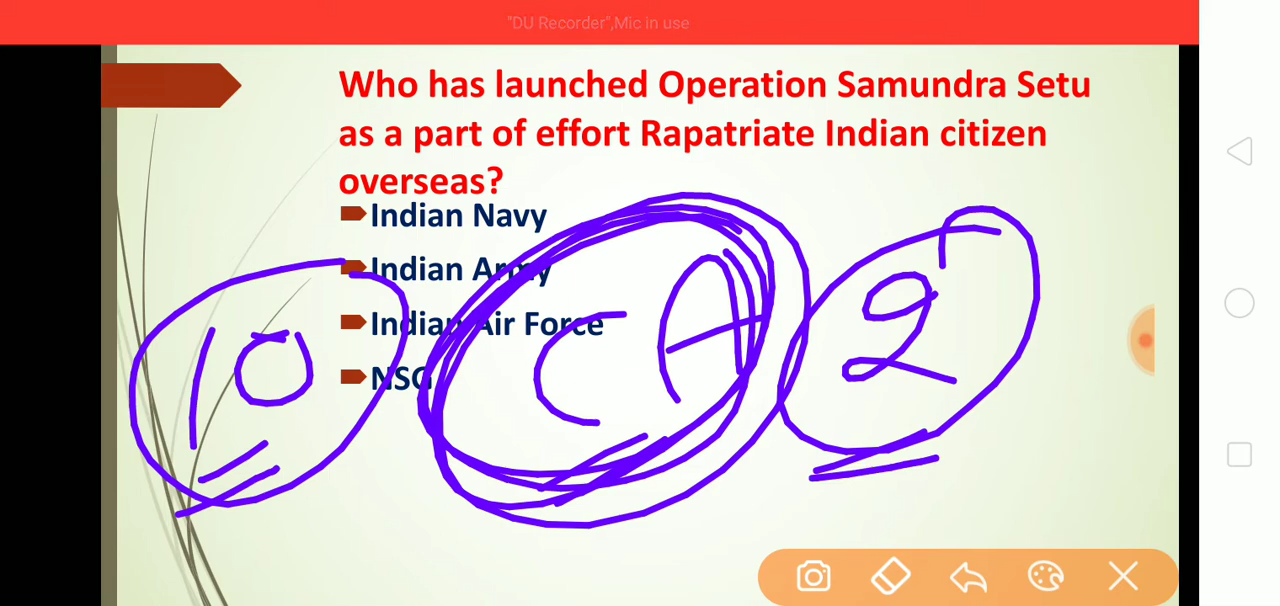 "DU Recorder",Mic in use
Who has launched Operation Samundra Setu
as a part of effort Rapatriate Indian citizen
overseas?
Indian Navy
Indian Army
Indian Air Force
NSG
10 CA 2